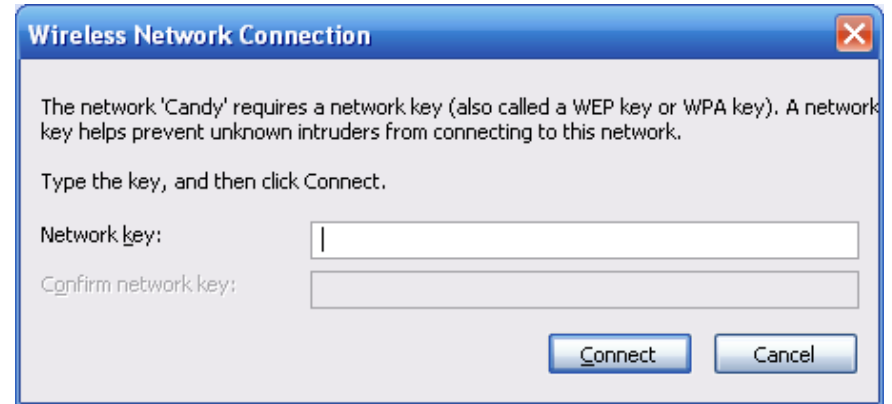 Wireless Network Connection
The network 'Candy' requires a network key (also called a WEP key or WPA key). A network
key helps prevent unknown intruders from connecting to this network.
Type the key, and then click Connect.
Network key:
Confirm network key:
Connect Cancel